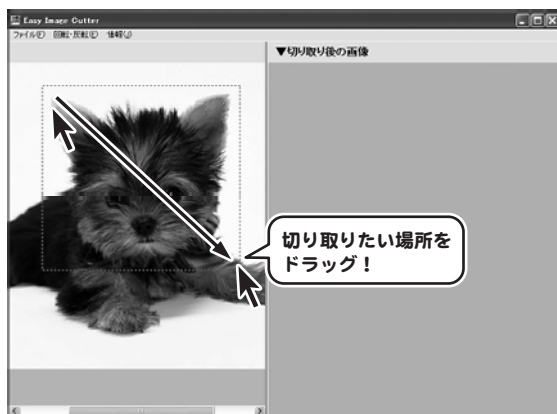 Easy Image Cutter
ファイル(F) 回転・反転(E) 情報(J)
▼切り取り後の画像
切り取りたい場所を
ドラッグ！